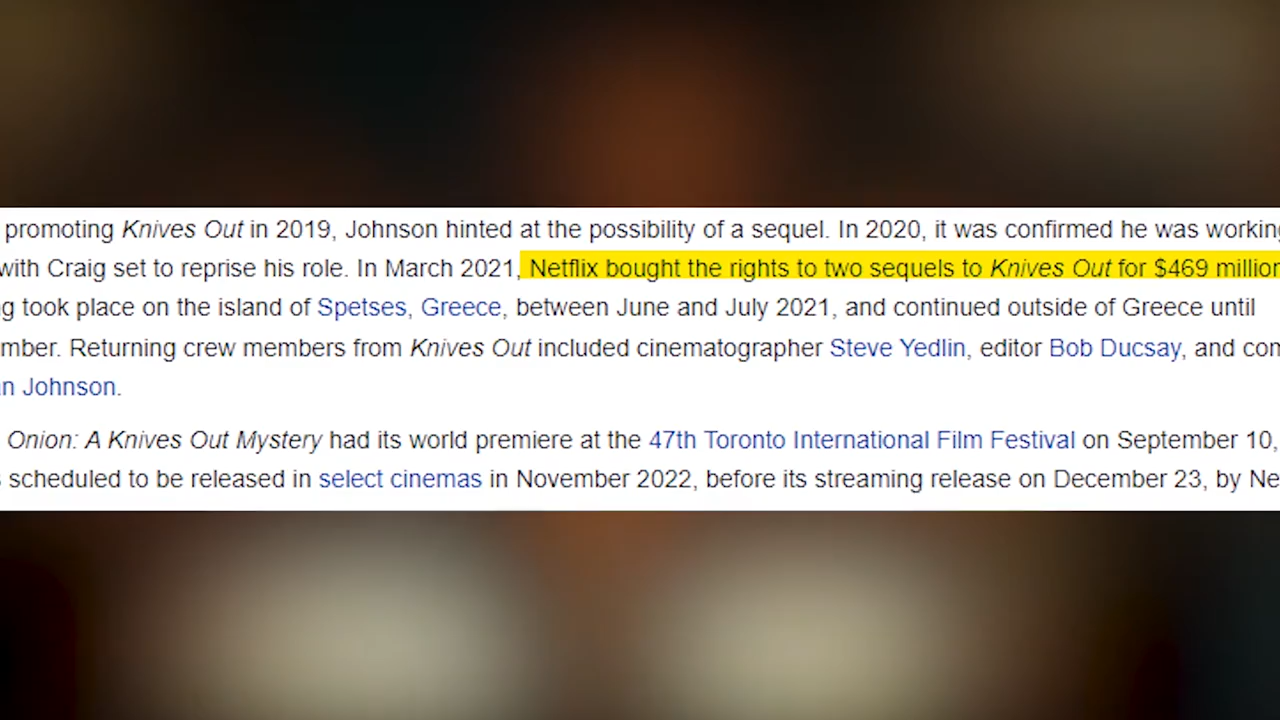 promoting Knives Out in 2019, Johnson hinted at the possibility of a sequel. In 2020, it was confirmed he was working
with Craig set to reprise his role. In March 2021, Netflix bought the rights to two sequels to Knives Out for $469 million
g took place on the island of Spetses, Greece, between June and July 2021, and continued outside of Greece until
mber. Returning crew members from Knives Out included cinematographer Steve Yedlin, editor Bob Ducsay, and com
n Johnson.
Onion: A Knives Out Mystery had its world premiere at the 47th Toronto International Film Festival on September 10,
s scheduled to be released in select cinemas in November 2022, before its streaming release on December 23, by Ne